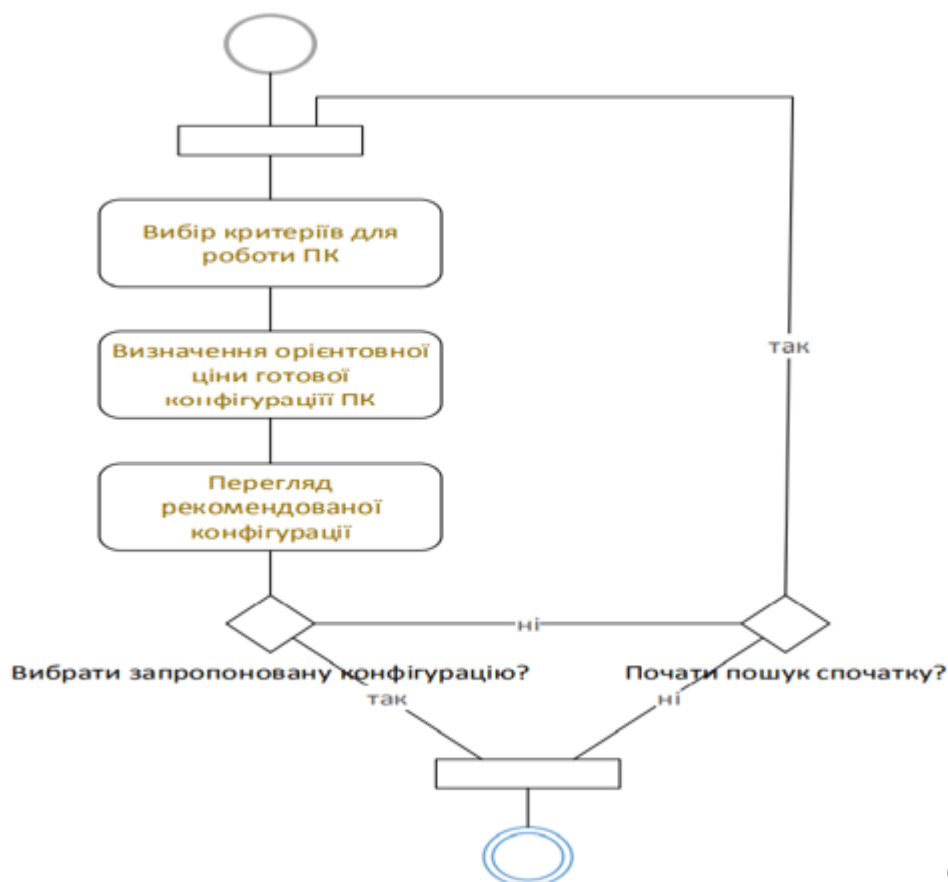 Вибір критеріїв для
роботи ПК
Визначення орієнтовної
ціни готової
конфігураціїї ПК
так
Перегляд
рекомендованої
конфігурації
ні
Вибрати запропоновану конфігурацію?
Почати пошук спочатку?
так
ні